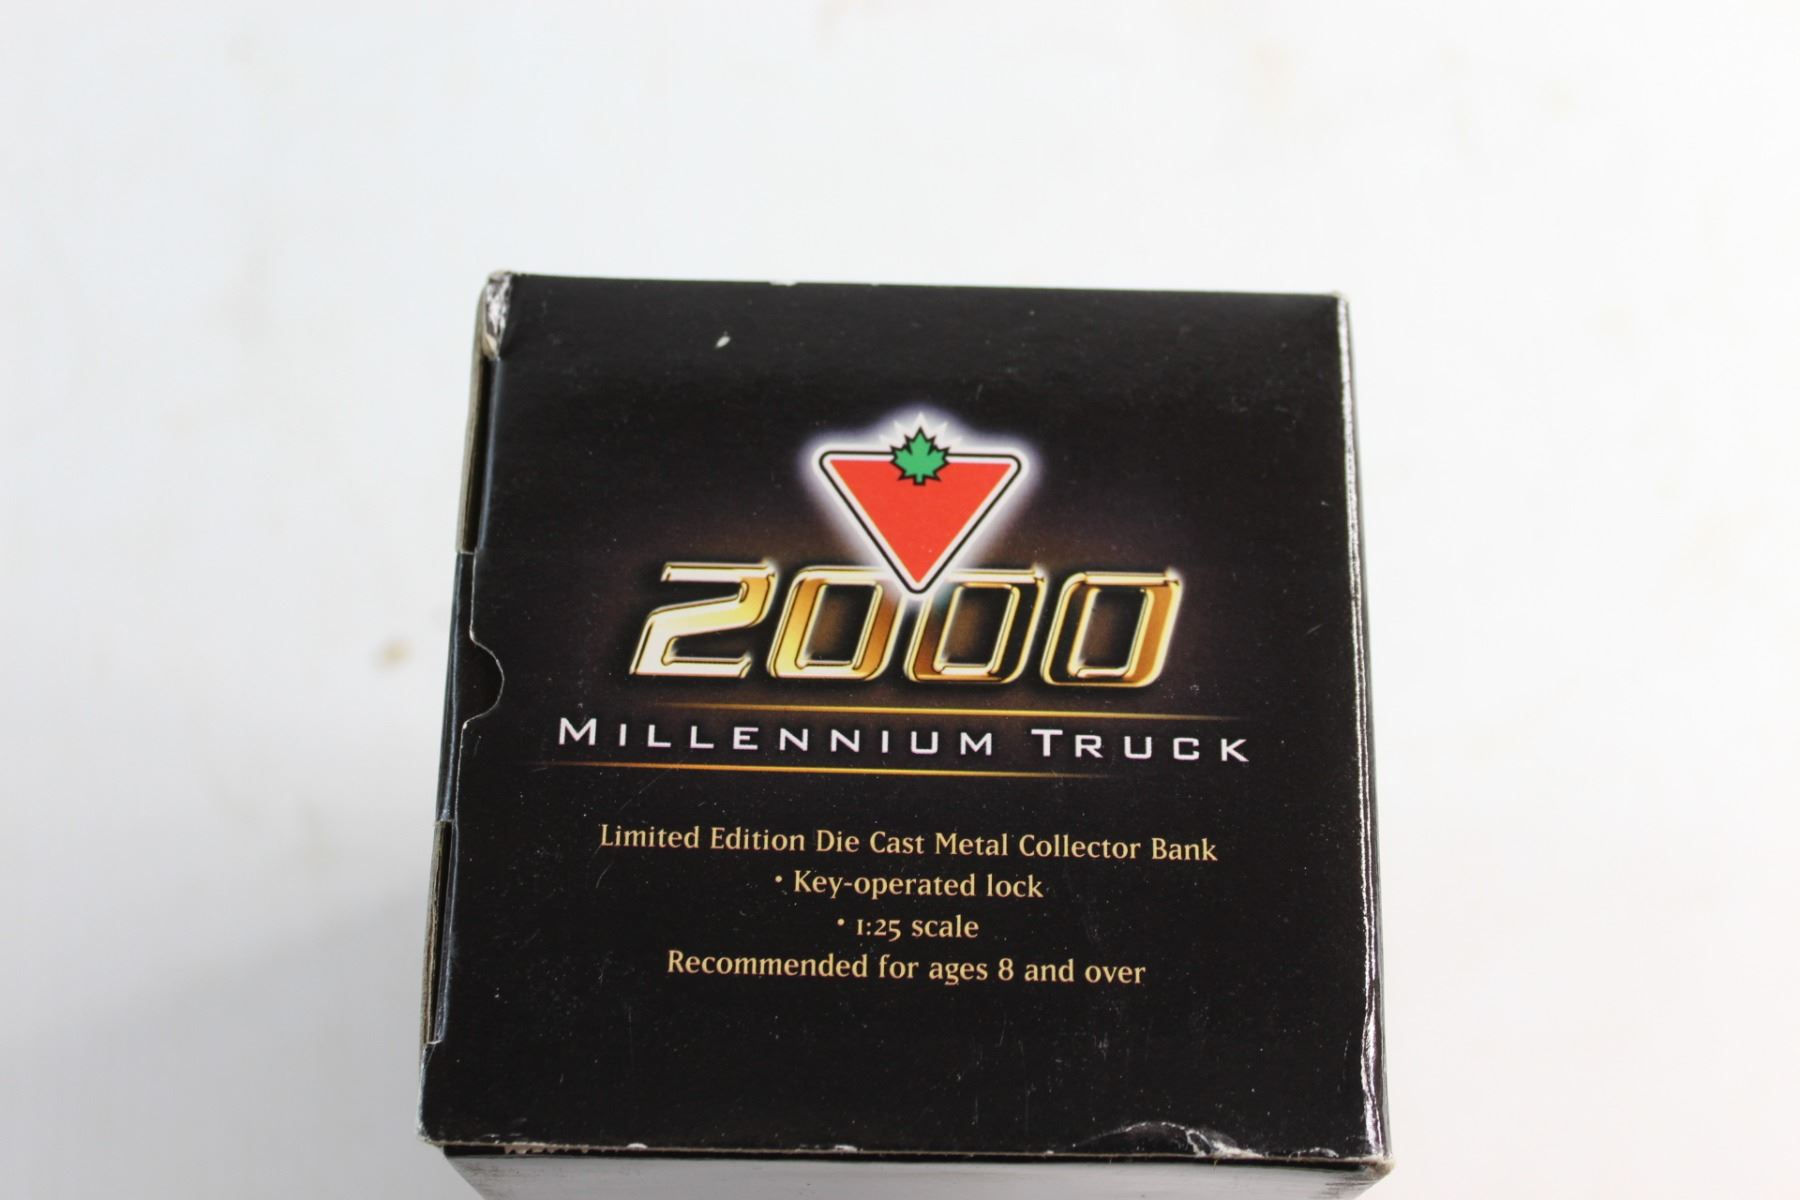 2000
MILLENNIUM TRUCK
Limited Edition Die Cast Metal Collector Bank
• Key-operated lock
• 1:25 scale
Recommended for ages 8 and over